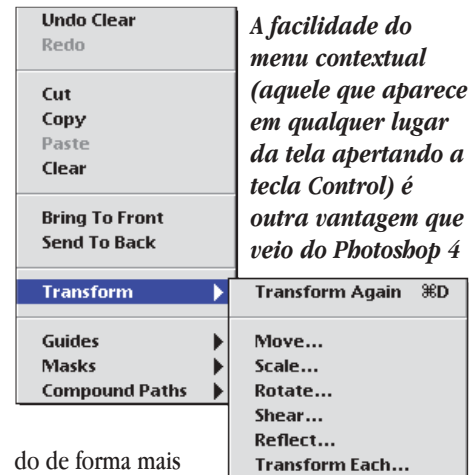 Undo Clear
Redo
Cut
Copy
Paste
Clear
Bring To Front
Send To Back
Transform
Guides
Masks
Compound Paths
Transform Again ⌘D
Move...
Scale...
Rotate...
Shear...
Reflect...
Transform Each...
A facilidade do
menu contextual
(aquele que aparece
em qualquer lugar
da tela apertando a
tecla Control) é
outra vantagem que
veio do Photoshop 4
do de forma mais